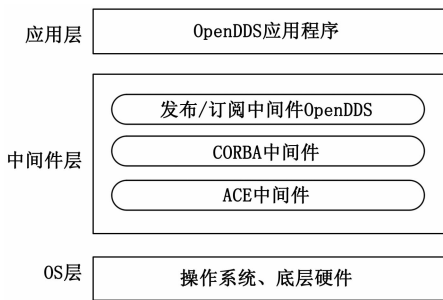 应用层
OpenDDS应用程序
发布/订阅中间件OpenDDS
中间件层
CORBA中间件
ACE中间件
OS层
操作系统、底层硬件